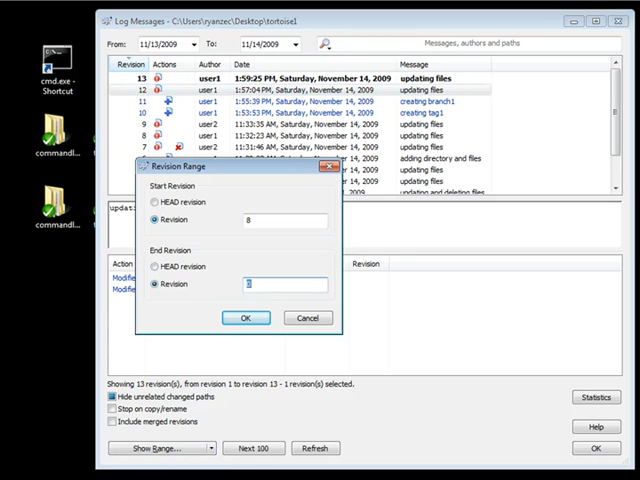 Log Messages - C:\Users\ryanzec\Desktop\tortoise1
From: 11/13/2009 To: 11/14/2009 Messages, authors and paths
Revision Actions Author Date Message
13 user1 1:59:25 PM, Saturday, November 14, 2009 updating files
12 user1 1:57:04 PM, Saturday, November 14, 2009 updating files
11 user1 1:55:39 PM, Saturday, November 14, 2009 creating branch1
10 user1 1:53:53 PM, Saturday, November 14, 2009 creating tag1
9 user2 11:33:35 AM, Saturday, November 14, 2009 updating files
8 user1 11:32:23 AM, Saturday, November 14, 2009 updating files
7 user2 11:31:46 AM, Saturday, November 14, 2009 updating files
adding directory and files
updating files
updating and deleting files
cmd.exe -
Shortcut
commandl...
commandl...
Revision Range
Start Revision
HEAD revision
Revision 8
End Revision
HEAD revision
Revision 0
OK Cancel
updati
Action Revision
Modifie
Modifie
Showing 13 revision(s), from revision 1 to revision 13 - 1 revision(s) selected.
Hide unrelated changed paths
Stop on copy/rename
Include merged revisions
Statistics
Help
Show Range... Next 100 Refresh OK